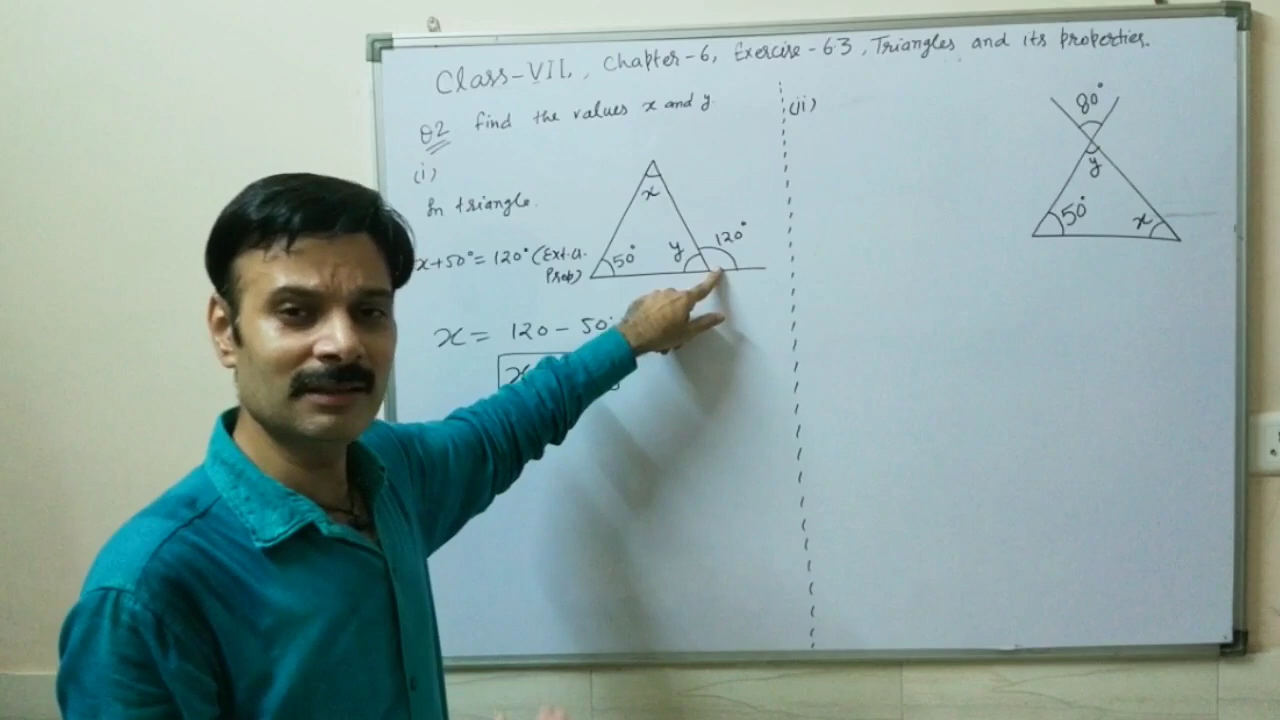 Class-VII, Chapter-6, Exercise-6.3, Triangles and its properties.
Q2 find the values x and y.
(i)
In triangle.
x+50°=120° (Ext.a.
Prop)
x = 120 - 50°
x
x
50°
y
120°
(ii)
80°
y
50°
x